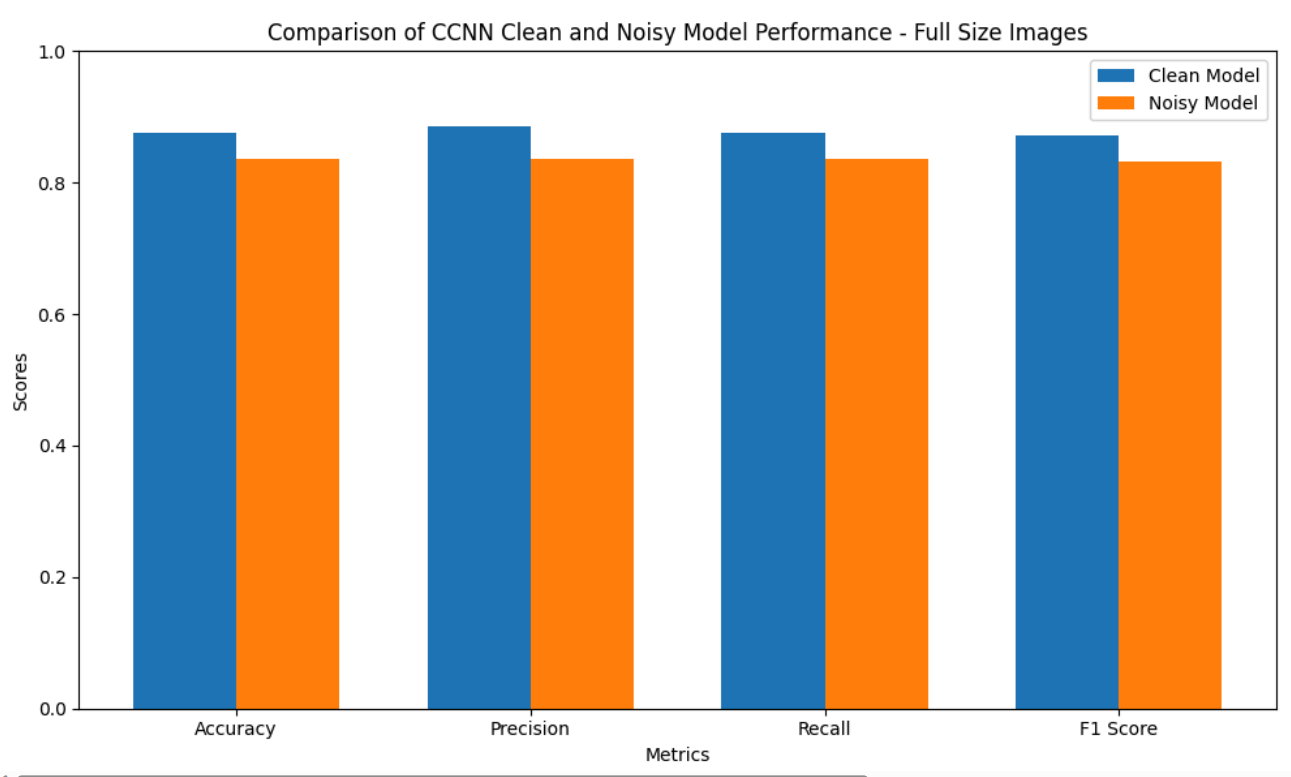 Comparison of CCNN Clean and Noisy Model Performance - Full Size Images
1.0
Clean Model
Noisy Model
0.8
0.6
Scores
0.4
0.2
0.0
Accuracy Precision Recall F1 Score
Metrics